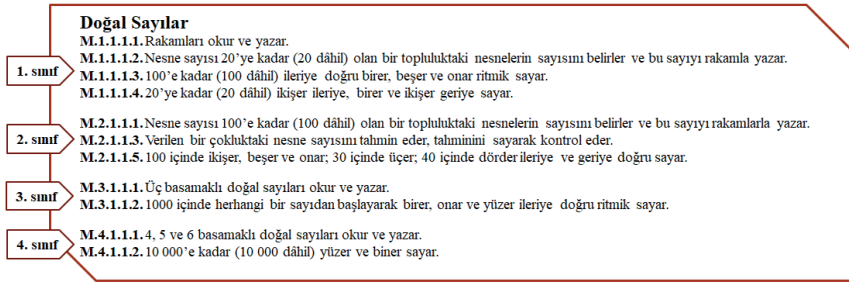 Doğal Sayılar
1. sınıf
M.1.1.1.1. Rakamları okur ve yazar.
M.1.1.1.2. Nesne sayısı 20’ye kadar (20 dâhil) olan bir topluluktaki nesnelerin sayısını belirler ve bu sayıyı rakamla yazar.
M.1.1.1.3. 100’e kadar (100 dâhil) ileriye doğru birer, beşer ve onar ritmik sayar.
M.1.1.1.4. 20’ye kadar (20 dâhil) ikişer ileriye, birer ve ikişer geriye sayar.
2. sınıf
M.2.1.1.1. Nesne sayısı 100’e kadar (100 dâhil) olan bir topluluktaki nesnelerin sayısını belirler ve bu sayıyı rakamlarla yazar.
M.2.1.1.3. Verilen bir çokluktaki nesne sayısını tahmin eder, tahminini sayarak kontrol eder.
M.2.1.1.5. 100 içinde ikişer, beşer ve onar; 30 içinde üçer; 40 içinde dörder ileriye ve geriye doğru sayar.
3. sınıf
M.3.1.1.1. Üç basamaklı doğal sayıları okur ve yazar.
M.3.1.1.2. 1000 içinde herhangi bir sayıdan başlayarak birer, onar ve yüzer ileriye doğru ritmik sayar.
4. sınıf
M.4.1.1.1. 4, 5 ve 6 basamaklı doğal sayıları okur ve yazar.
M.4.1.1.2. 10 000’e kadar (10 000 dâhil) yüzer ve biner sayar.